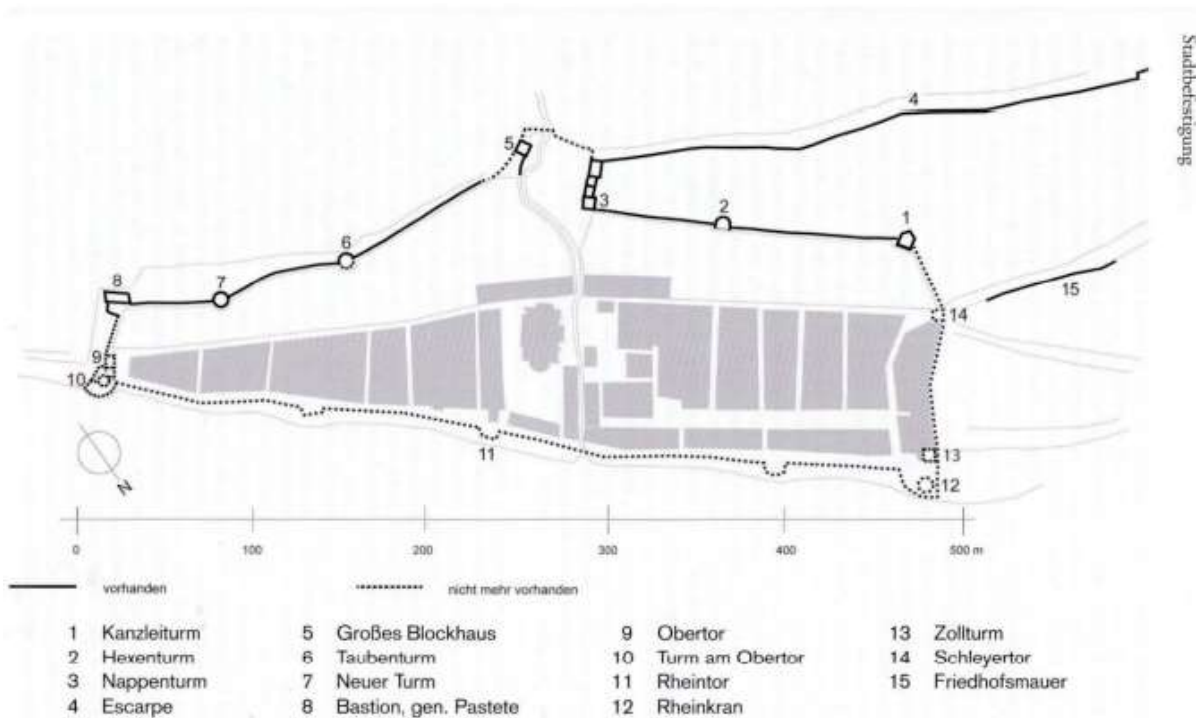 Stadtbefestigung
4
5
3
2
1
6
7
8
15
14
9
10
11
13
12
N
0 100 200 300 400 500 m
vorhanden nicht mehr vorhanden
1 Kanzleiturm 5 Großes Blockhaus 9 Obertor 13 Zollturm
2 Hexenturm 6 Taubenturm 10 Turm am Obertor 14 Schleyertor
3 Nappenturm 7 Neuer Turm 11 Rheintor 15 Friedhofsmauer
4 Escarpe 8 Bastion, gen. Pastete 12 Rheinkran